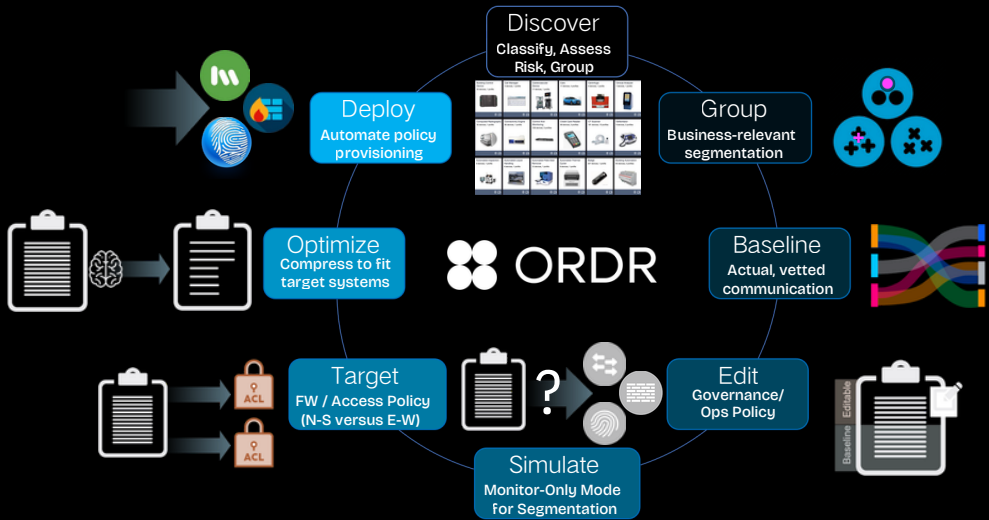 Discover
Classify, Assess
Risk, Group
Deploy
Automate policy
provisioning
Group
Business-relevant
segmentation
Optimize
Compress to fit
target systems
ORDR
Baseline
Actual, vetted
communication
Target
FW / Access Policy
(N-S versus E-W)
ACL
ACL
?
Edit
Governance/
Ops Policy
Editable
Baseline
Simulate
Monitor-Only Mode
for Segmentation